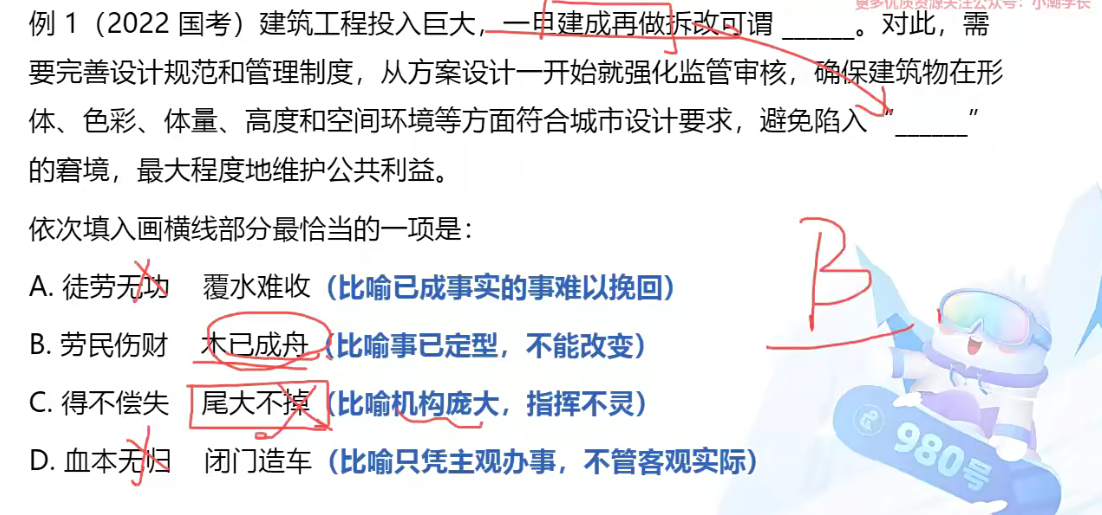 更多优质资源关注公众号：小潮学长
例 1（2022 国考）建筑工程投入巨大，一旦建成再做拆改可谓 ______。对此，需
要完善设计规范和管理制度，从方案设计一开始就强化监管审核，确保建筑物在形
体、色彩、体量、高度和空间环境等方面符合城市设计要求，避免陷入“______”
的窘境，最大程度地维护公共利益。
依次填入画横线部分最恰当的一项是：
A. 徒劳无功 覆水难收（比喻已成事实的事难以挽回）
B. 劳民伤财 木已成舟（比喻事已定型，不能改变）
C. 得不偿失 尾大不掉（比喻机构庞大，指挥不灵）
D. 血本无归 闭门造车（比喻只凭主观办事，不管客观实际）
B
980号